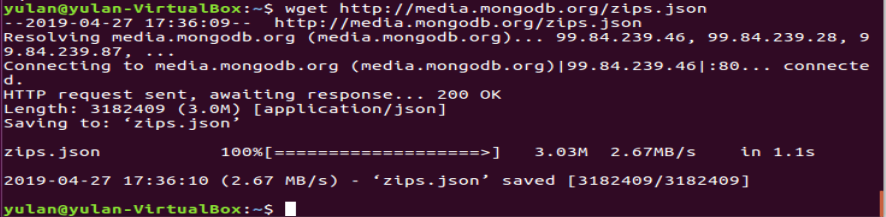 yulan@yulan-VirtualBox:~$ wget http://media.mongodb.org/zips.json
--2019-04-27 17:36:09--  http://media.mongodb.org/zips.json
Resolving media.mongodb.org (media.mongodb.org)... 99.84.239.46, 99.84.239.28, 9
9.84.239.87, ...
Connecting to media.mongodb.org (media.mongodb.org)|99.84.239.46|:80... connecte
d.
HTTP request sent, awaiting response... 200 OK
Length: 3182409 (3.0M) [application/json]
Saving to: ‘zips.json’
zips.json           100%[===================>]   3.03M  2.67MB/s    in 1.1s
2019-04-27 17:36:10 (2.67 MB/s) - ‘zips.json’ saved [3182409/3182409]
yulan@yulan-VirtualBox:~$